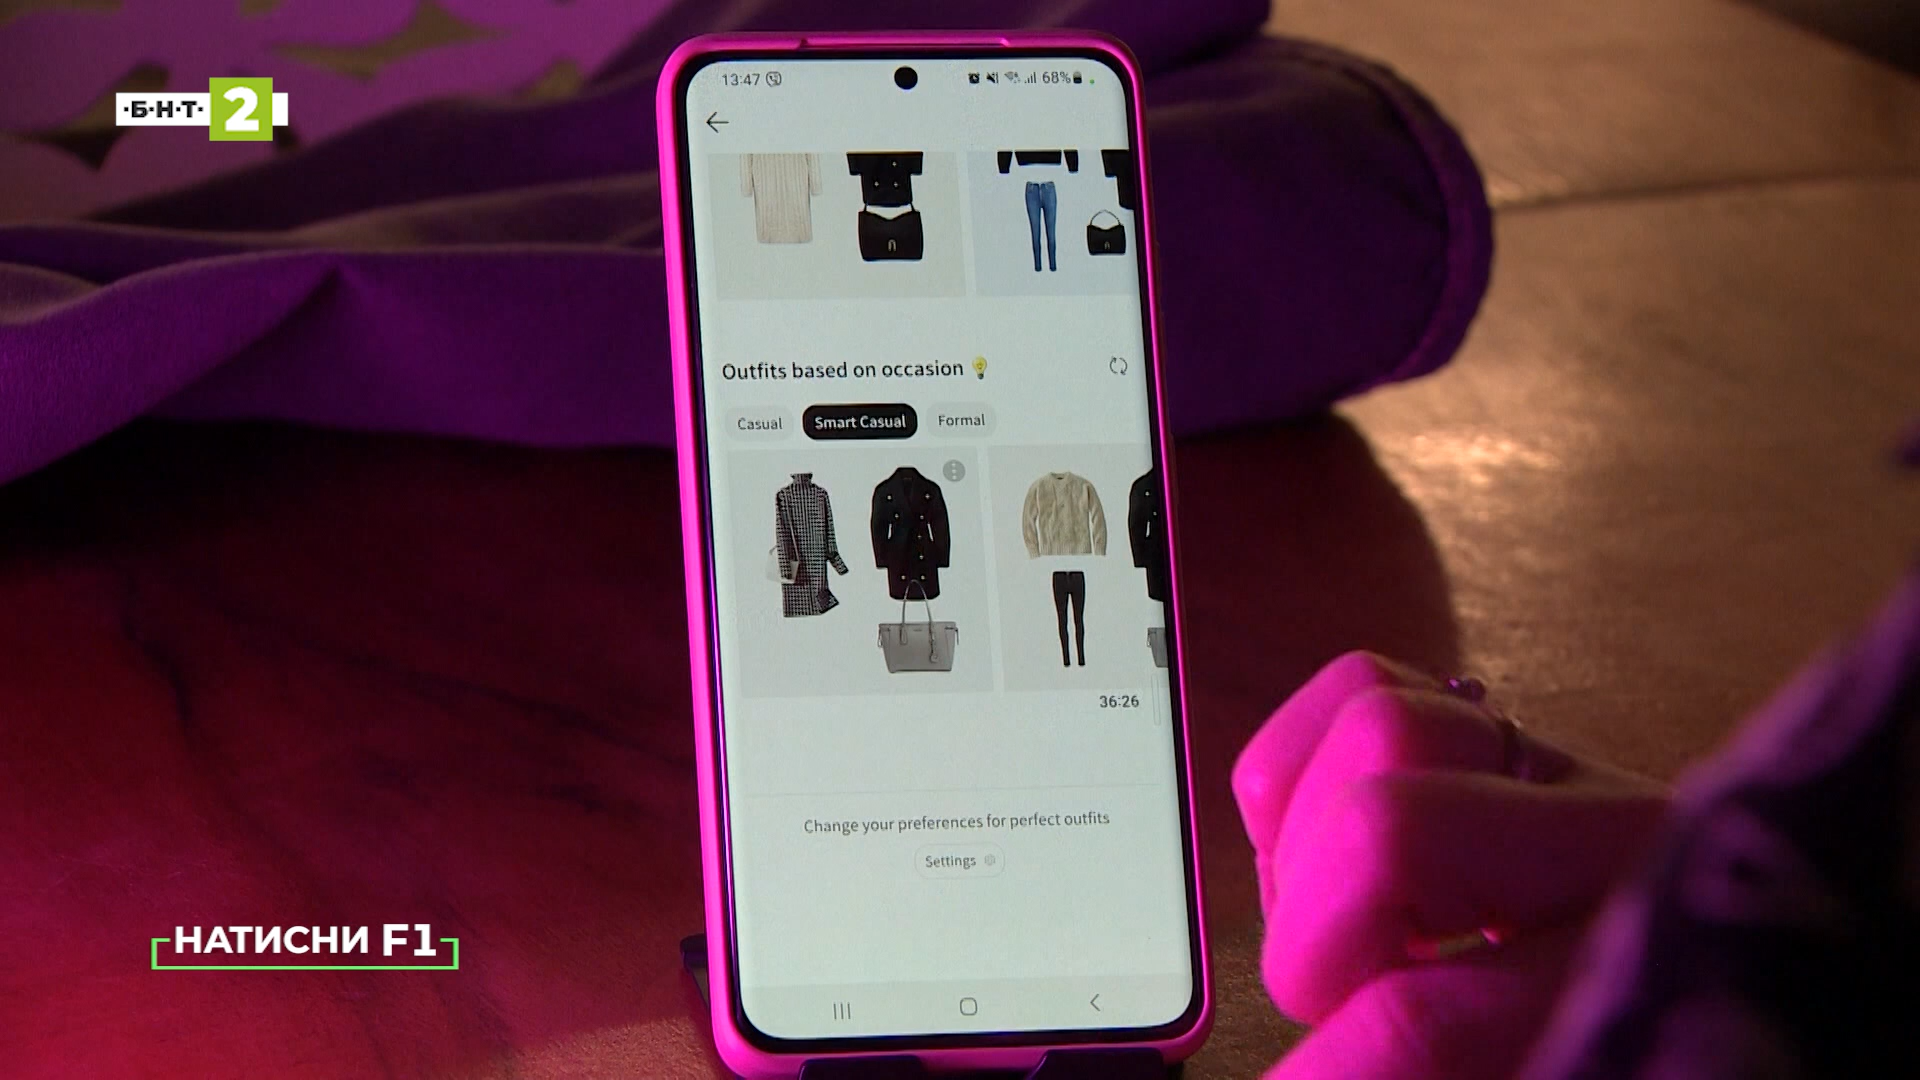 ·Б·Н·Т· 2
13:47 68%
Outfits based on occasion 💡
Casual Smart Casual Formal
36:26
Change your preferences for perfect outfits
Settings
НАТИСНИ F1